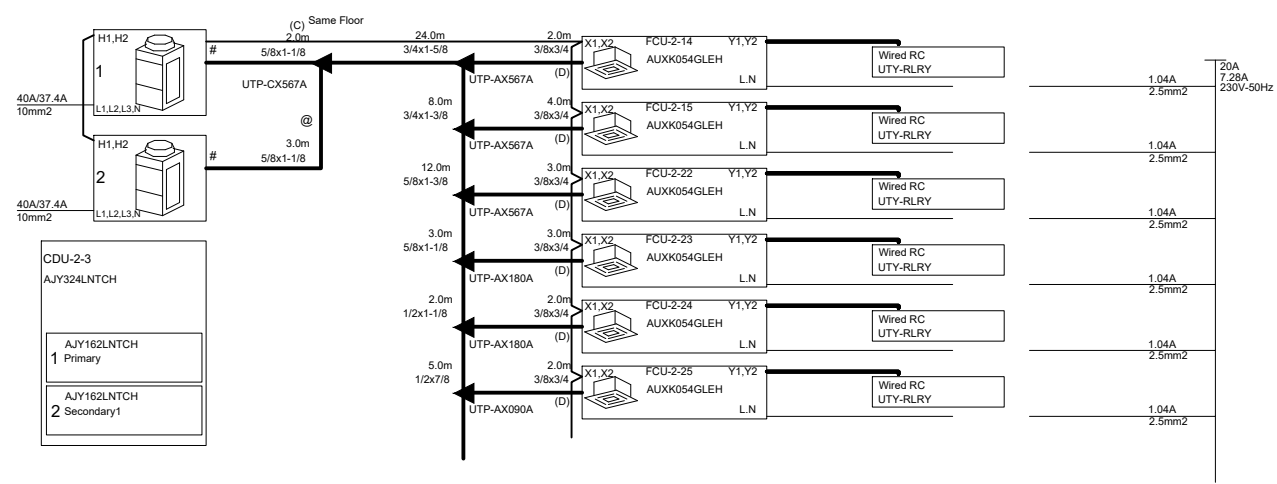 (C) Same Floor
H1,H2
1
L1,L2,L3,N
40A/37.4A
10mm2
#
2.0m
5/8x1-1/8
UTP-CX567A
@
H1,H2
2
L1,L2,L3,N
40A/37.4A
10mm2
#
3.0m
5/8x1-1/8
24.0m
3/4x1-5/8
UTP-AX567A
2.0m
3/8x3/4
(D)
X1,X2
FCU-2-14
Y1,Y2
AUXK054GLEH
L.N
Wired RC
UTY-RLRY
1.04A
2.5mm2
20A
7.28A
230V-50Hz
8.0m
3/4x1-3/8
UTP-AX567A
4.0m
3/8x3/4
(D)
X1,X2
FCU-2-15
Y1,Y2
AUXK054GLEH
L.N
Wired RC
UTY-RLRY
1.04A
2.5mm2
12.0m
5/8x1-3/8
UTP-AX567A
3.0m
3/8x3/4
(D)
X1,X2
FCU-2-22
Y1,Y2
AUXK054GLEH
L.N
Wired RC
UTY-RLRY
1.04A
2.5mm2
3.0m
5/8x1-1/8
UTP-AX180A
3.0m
3/8x3/4
(D)
X1,X2
FCU-2-23
Y1,Y2
AUXK054GLEH
L.N
Wired RC
UTY-RLRY
1.04A
2.5mm2
2.0m
1/2x1-1/8
UTP-AX180A
2.0m
3/8x3/4
(D)
X1,X2
FCU-2-24
Y1,Y2
AUXK054GLEH
L.N
Wired RC
UTY-RLRY
1.04A
2.5mm2
5.0m
1/2x7/8
UTP-AX090A
2.0m
3/8x3/4
(D)
X1,X2
FCU-2-25
Y1,Y2
AUXK054GLEH
L.N
Wired RC
UTY-RLRY
1.04A
2.5mm2
CDU-2-3
AJY324LNTCH
AJY162LNTCH
1 Primary
AJY162LNTCH
2 Secondary1